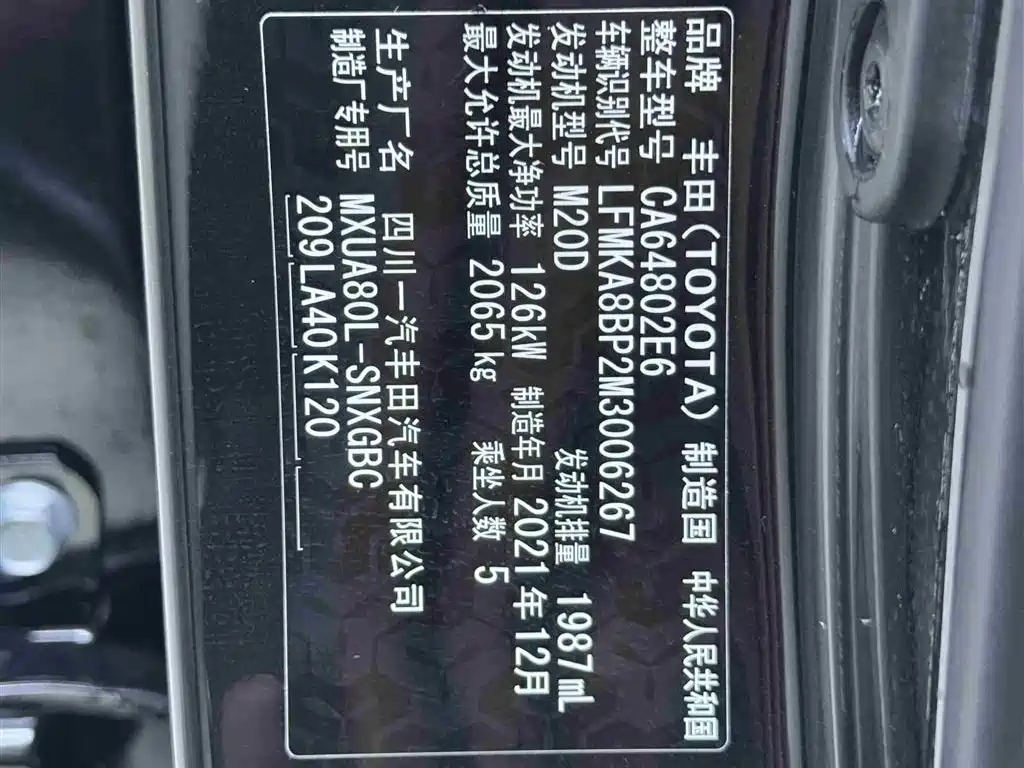 品牌 丰田(TOYOTA) 制造国 中华人民共和国
整车型号 CA64802E6
车辆识别代号 LFMKA8BP2M3006267
发动机型号 M20D 发动机排量 1987mL
发动机最大净功率 126kW 制造年月 2021年12月
最大允许总质量 2065kg 乘坐人数 5
生产厂名 四川一汽丰田汽车有限公司
制造厂专用号 MXUA80L-SNXGBC
209LA40K120